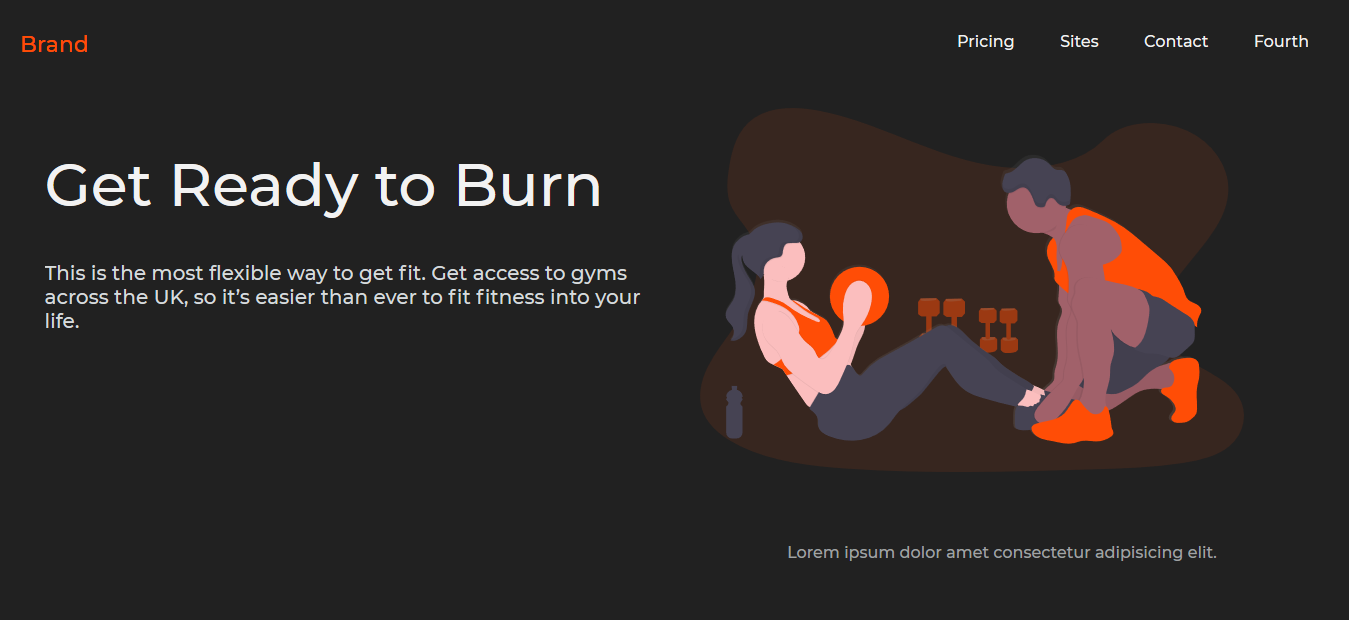 Brand
Pricing
Sites
Contact
Fourth
Get Ready to Burn
This is the most flexible way to get fit. Get access to gyms
across the UK, so it’s easier than ever to fit fitness into your
life.
Lorem ipsum dolor amet consectetur adipisicing elit.